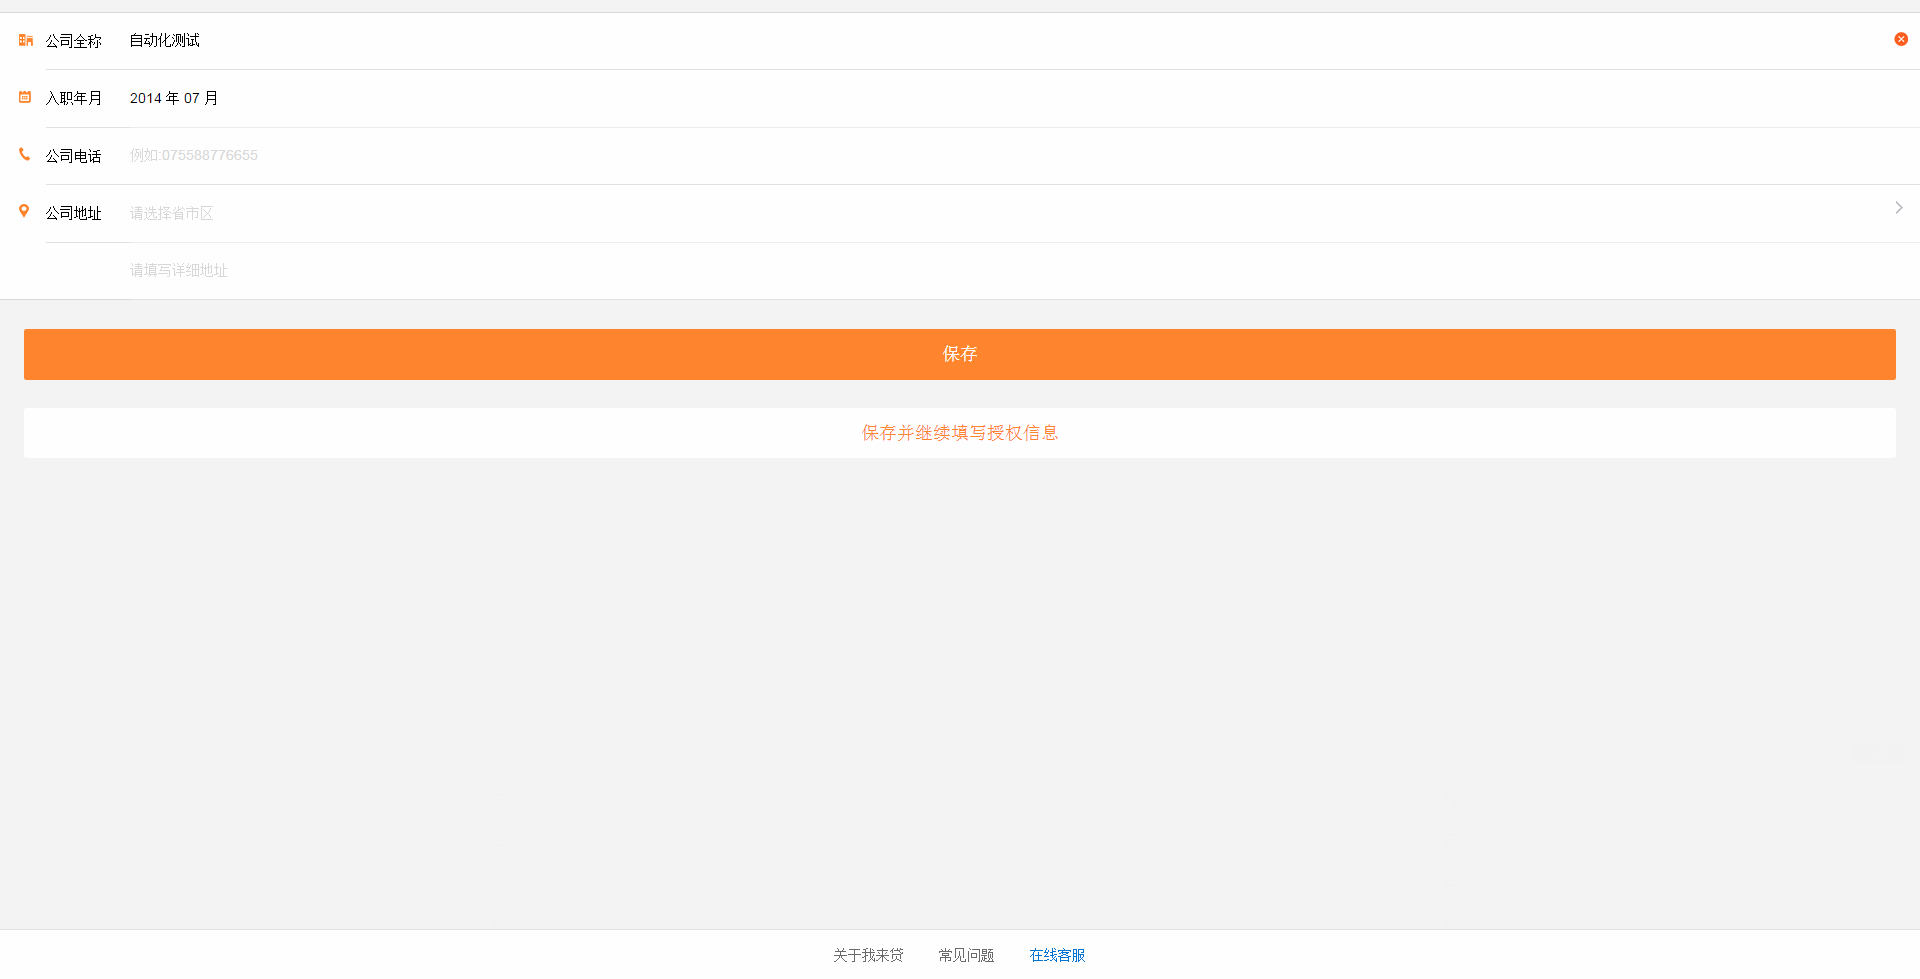 公司全称 自动化测试
入职年月 2014 年 07 月
公司电话 例如:075588776655
公司地址 请选择省市区
请填写详细地址
保存
保存并继续填写授权信息
关于我来贷 常见问题 在线客服